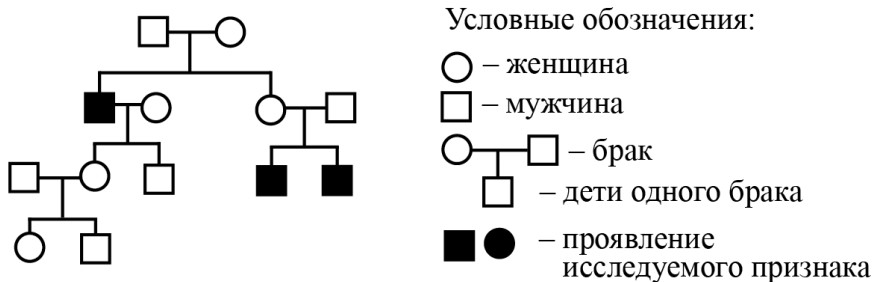 Условные обозначения:
– женщина
– мужчина
– брак
– дети одного брака
– проявление
исследуемого признака